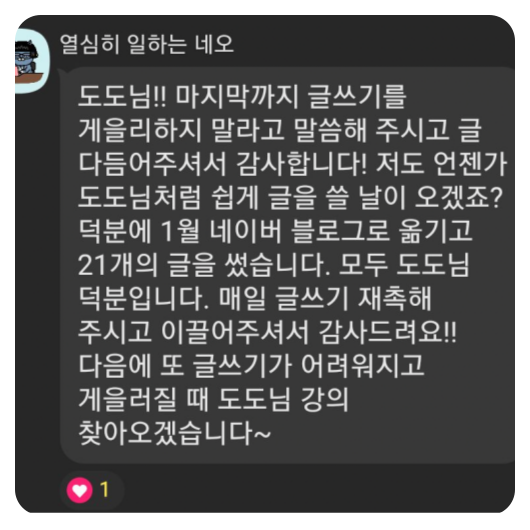 열심히 일하는 네오
도도님!! 마지막까지 글쓰기를
게을리하지 말라고 말씀해 주시고 글
다듬어주셔서 감사합니다! 저도 언젠가
도도님처럼 쉽게 글을 쓸 날이 오겠죠?
덕분에 1월 네이버 블로그로 옮기고
21개의 글을 썼습니다. 모두 도도님
덕분입니다. 매일 글쓰기 재촉해
주시고 이끌어주셔서 감사드려요!!
다음에 또 글쓰기가 어려워지고
게을러질 때 도도님 강의
찾아오겠습니다~
1